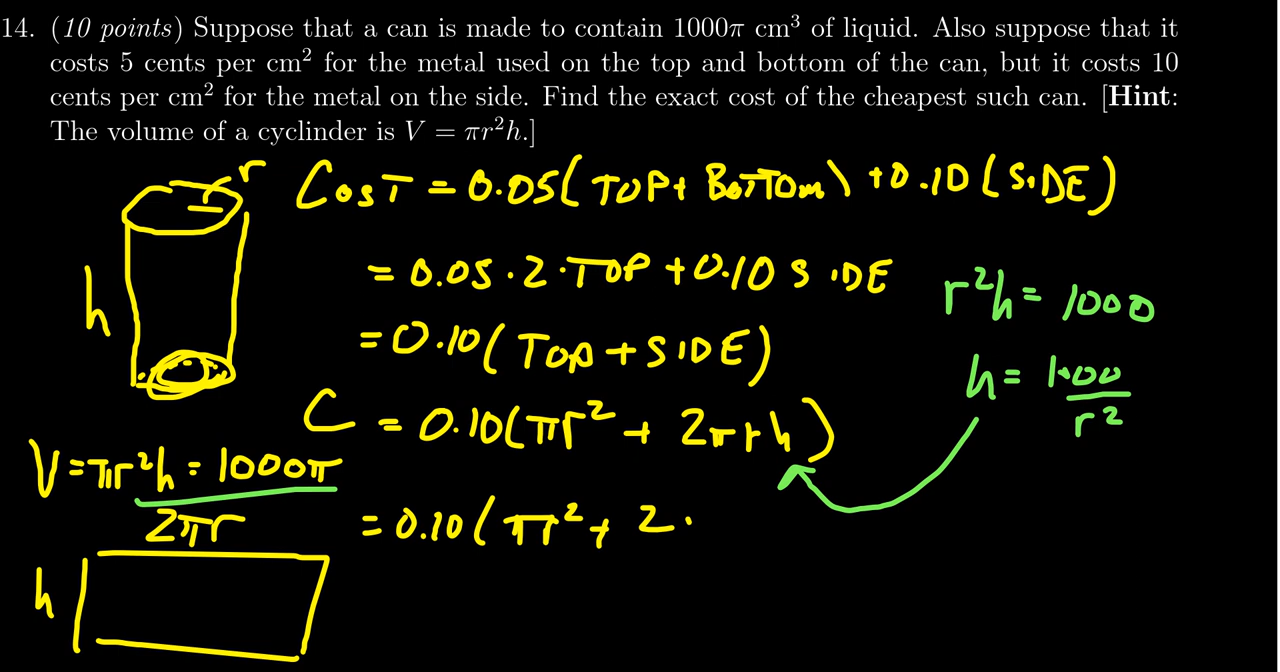 14. (10 points) Suppose that a can is made to contain 1000π cm³ of liquid. Also suppose that it
costs 5 cents per cm² for the metal used on the top and bottom of the can, but it costs 10
cents per cm² for the metal on the side. Find the exact cost of the cheapest such can. [Hint:
The volume of a cyclinder is V = πr²h.]
r
h
COST = 0.05(TOP + BOTTOM) + 0.10(SIDE)
= 0.05 · 2 · TOP + 0.10 SIDE
= 0.10(TOP + SIDE)
C = 0.10(πr² + 2πrh)
= 0.10(πr² + 2 ·
r²h = 1000
h = 1000/r²
V = πr²h = 1000π
2πr
h